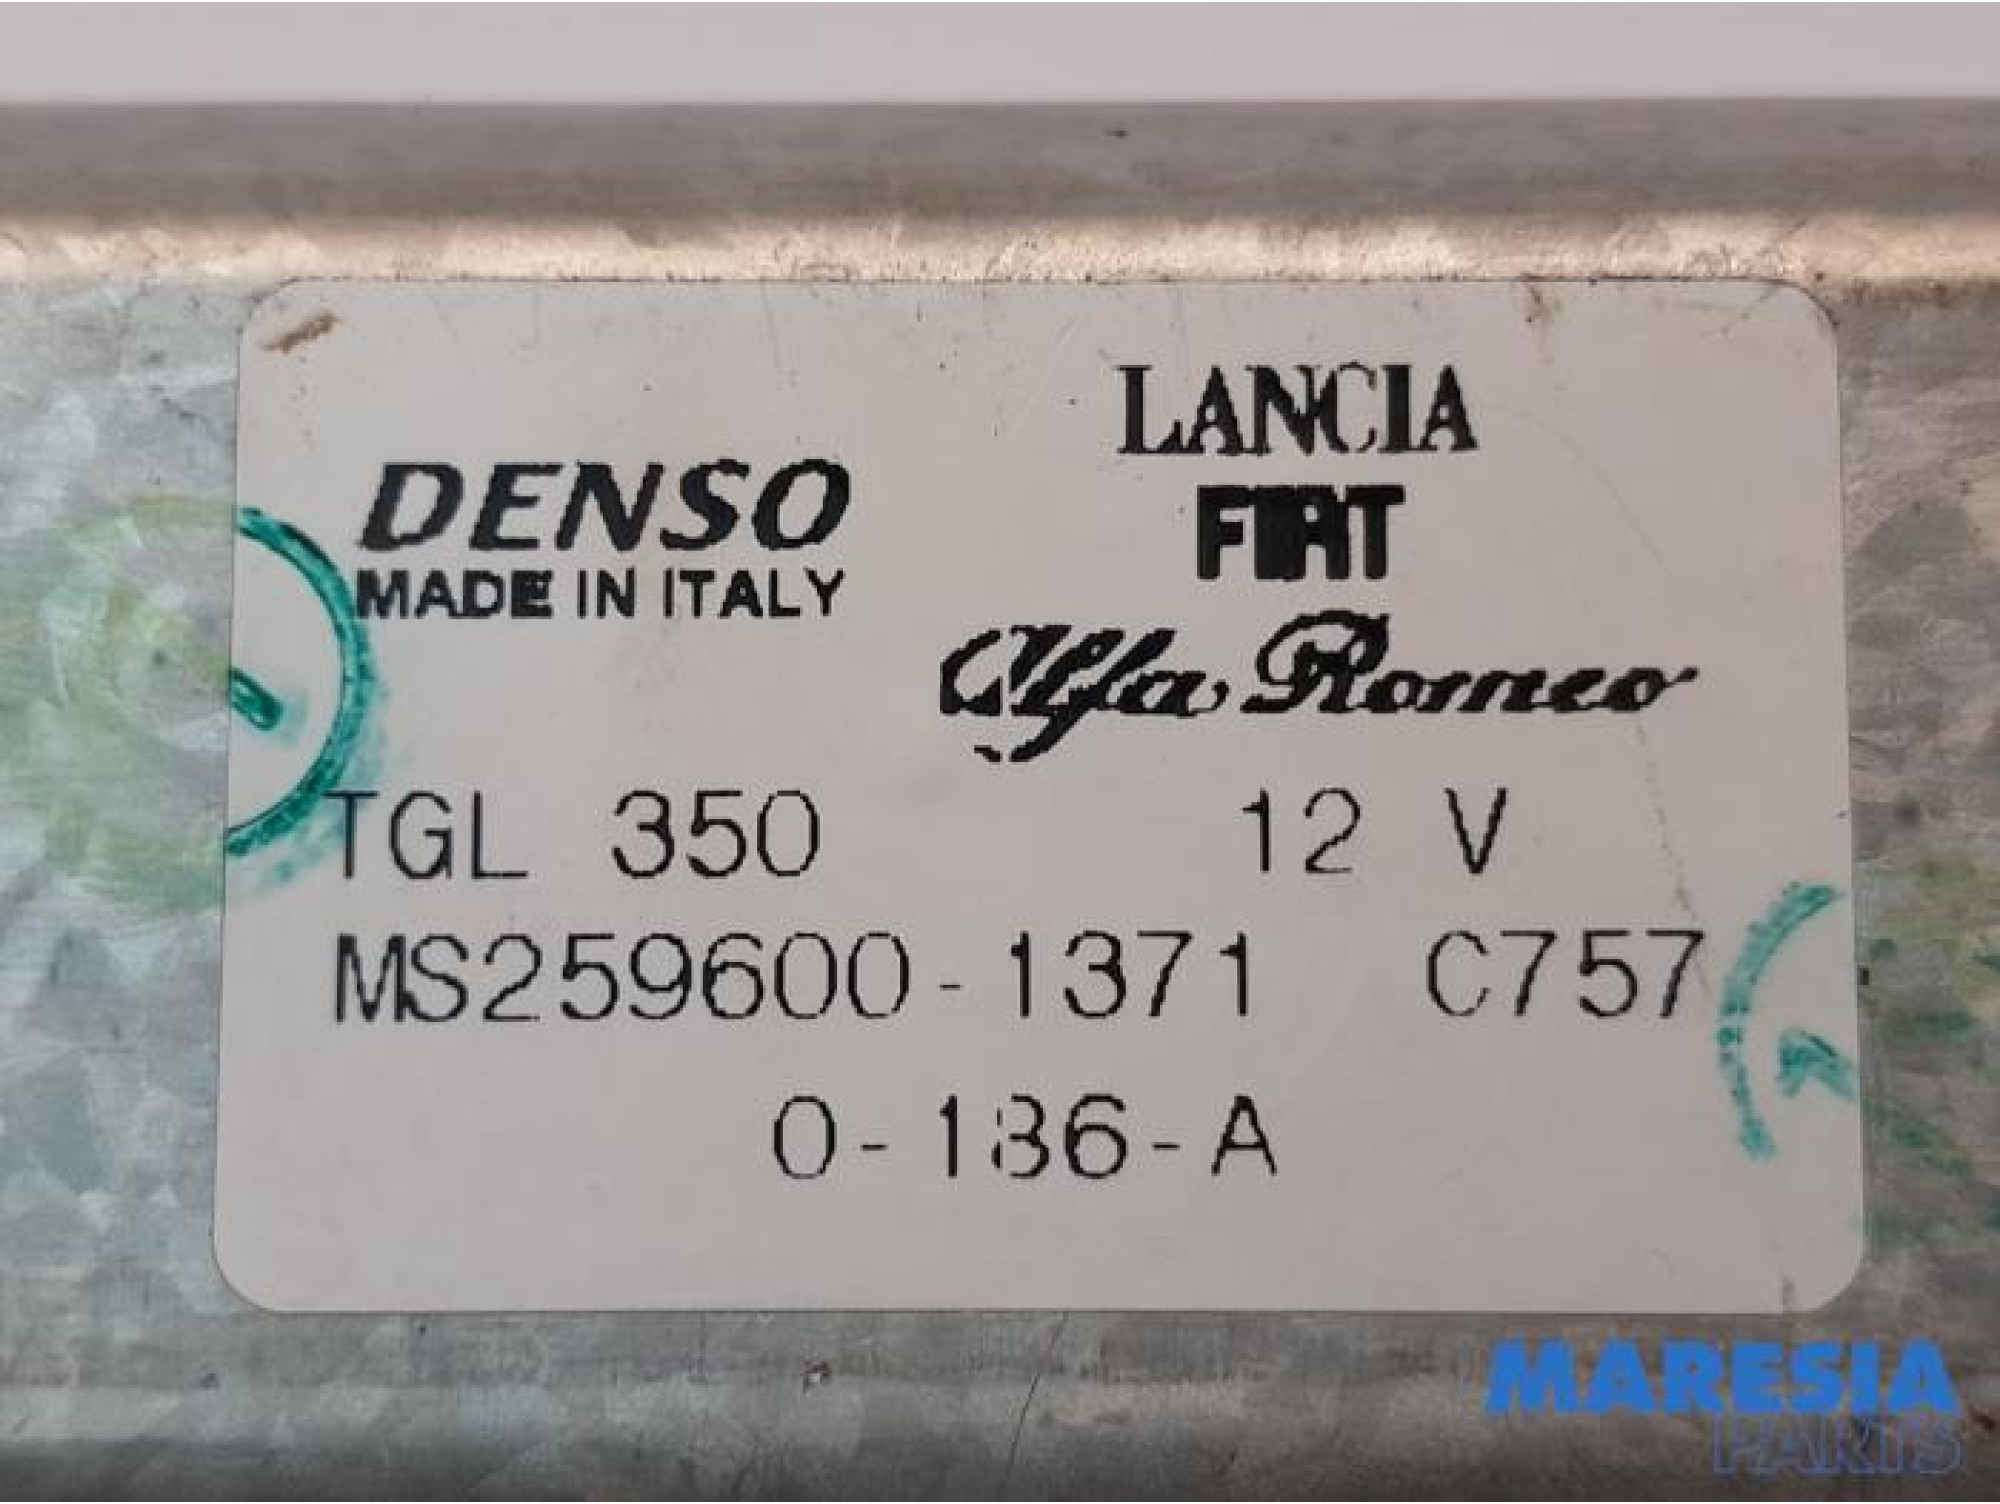 LANCIA
DENSO
FIAT
MADE IN ITALY
Alfa Romeo
TGL 350 12 V
MS259600-1371 C757
0-186-A
MARESIA
PARTS